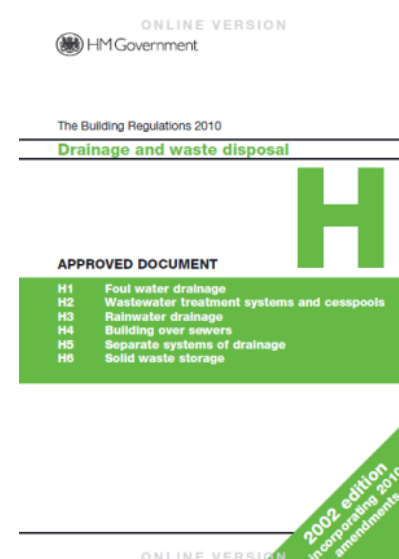 ONLINE VERSION
HM Government
The Building Regulations 2010
Drainage and waste disposal
H
APPROVED DOCUMENT
H1 Foul water drainage
H2 Wastewater treatment systems and cesspools
H3 Rainwater drainage
H4 Building over sewers
H5 Separate systems of drainage
H6 Solid waste storage
2002 edition
incorporating 2010
amendments
ONLINE VERSION